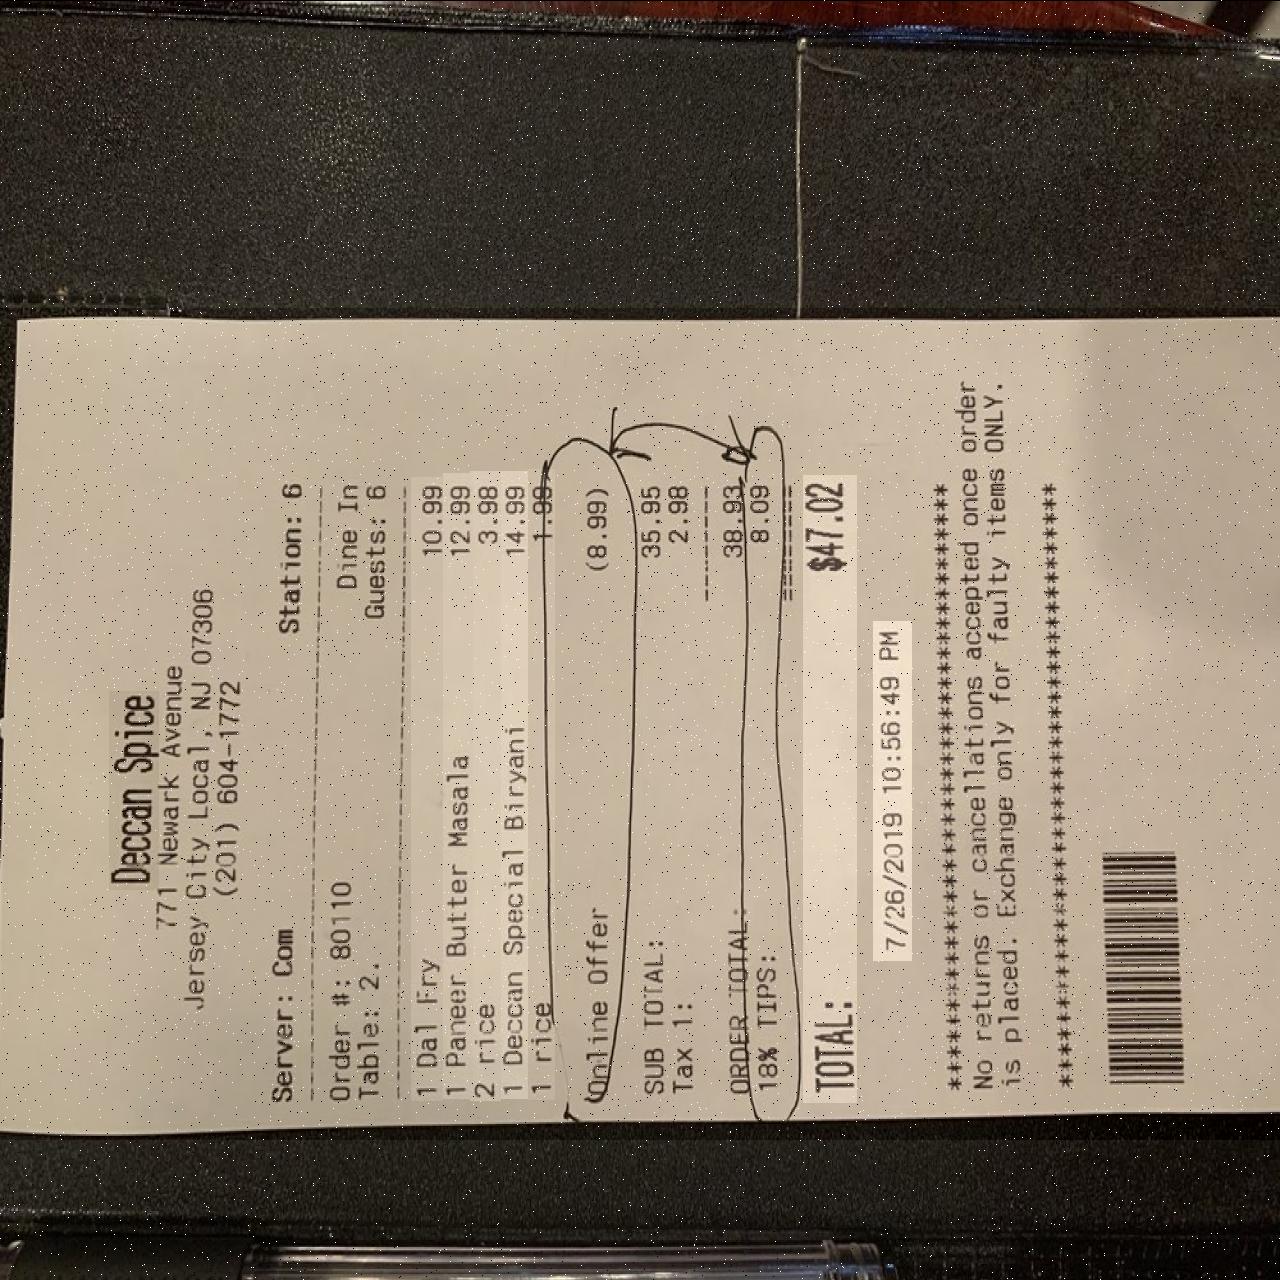 Deccan Spice
771 Newark Avenue
Jersey City Local, NJ 07306
(201) 604-1772
Server: Com Station: 6
Order #: 80110 Dine In
Table: 2. Guests: 6
1 Dal Fry 10.99
1 Paneer Butter Masala 12.99
2 rice 3.98
1 Deccan Special Biryani 14.99
1 rice 1.99
Online Offer (8.99)
SUB TOTAL: 35.95
Tax 1: 2.98
----------
ORDER TOTAL: 38.93
18% TIPS: 8.09
==========
TOTAL: $47.02
7/26/2019 10:56:49 PM
******************************************
No returns or cancellations accepted once order
is placed. Exchange only for faulty items ONLY.
******************************************